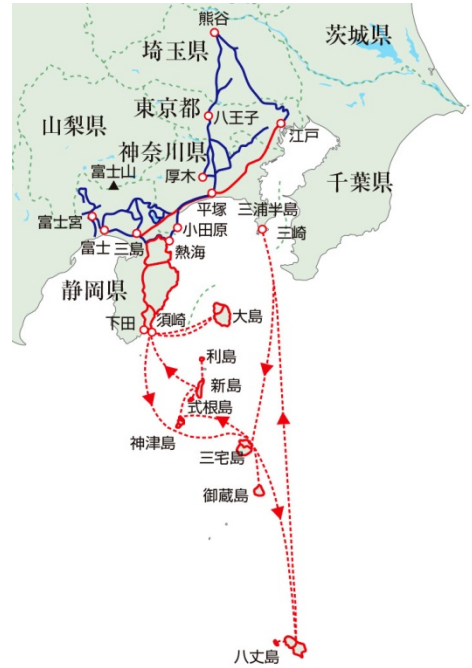 熊谷
茨城県
埼玉県
東京都
八王子
江戸
山梨県
神奈川県
富士山
厚木
千葉県
平塚
三浦半島
富士宮
小田原
三崎
富士
三島
熱海
静岡県
下田
須崎
大島
利島
新島
式根島
神津島
三宅島
御蔵島
八丈島